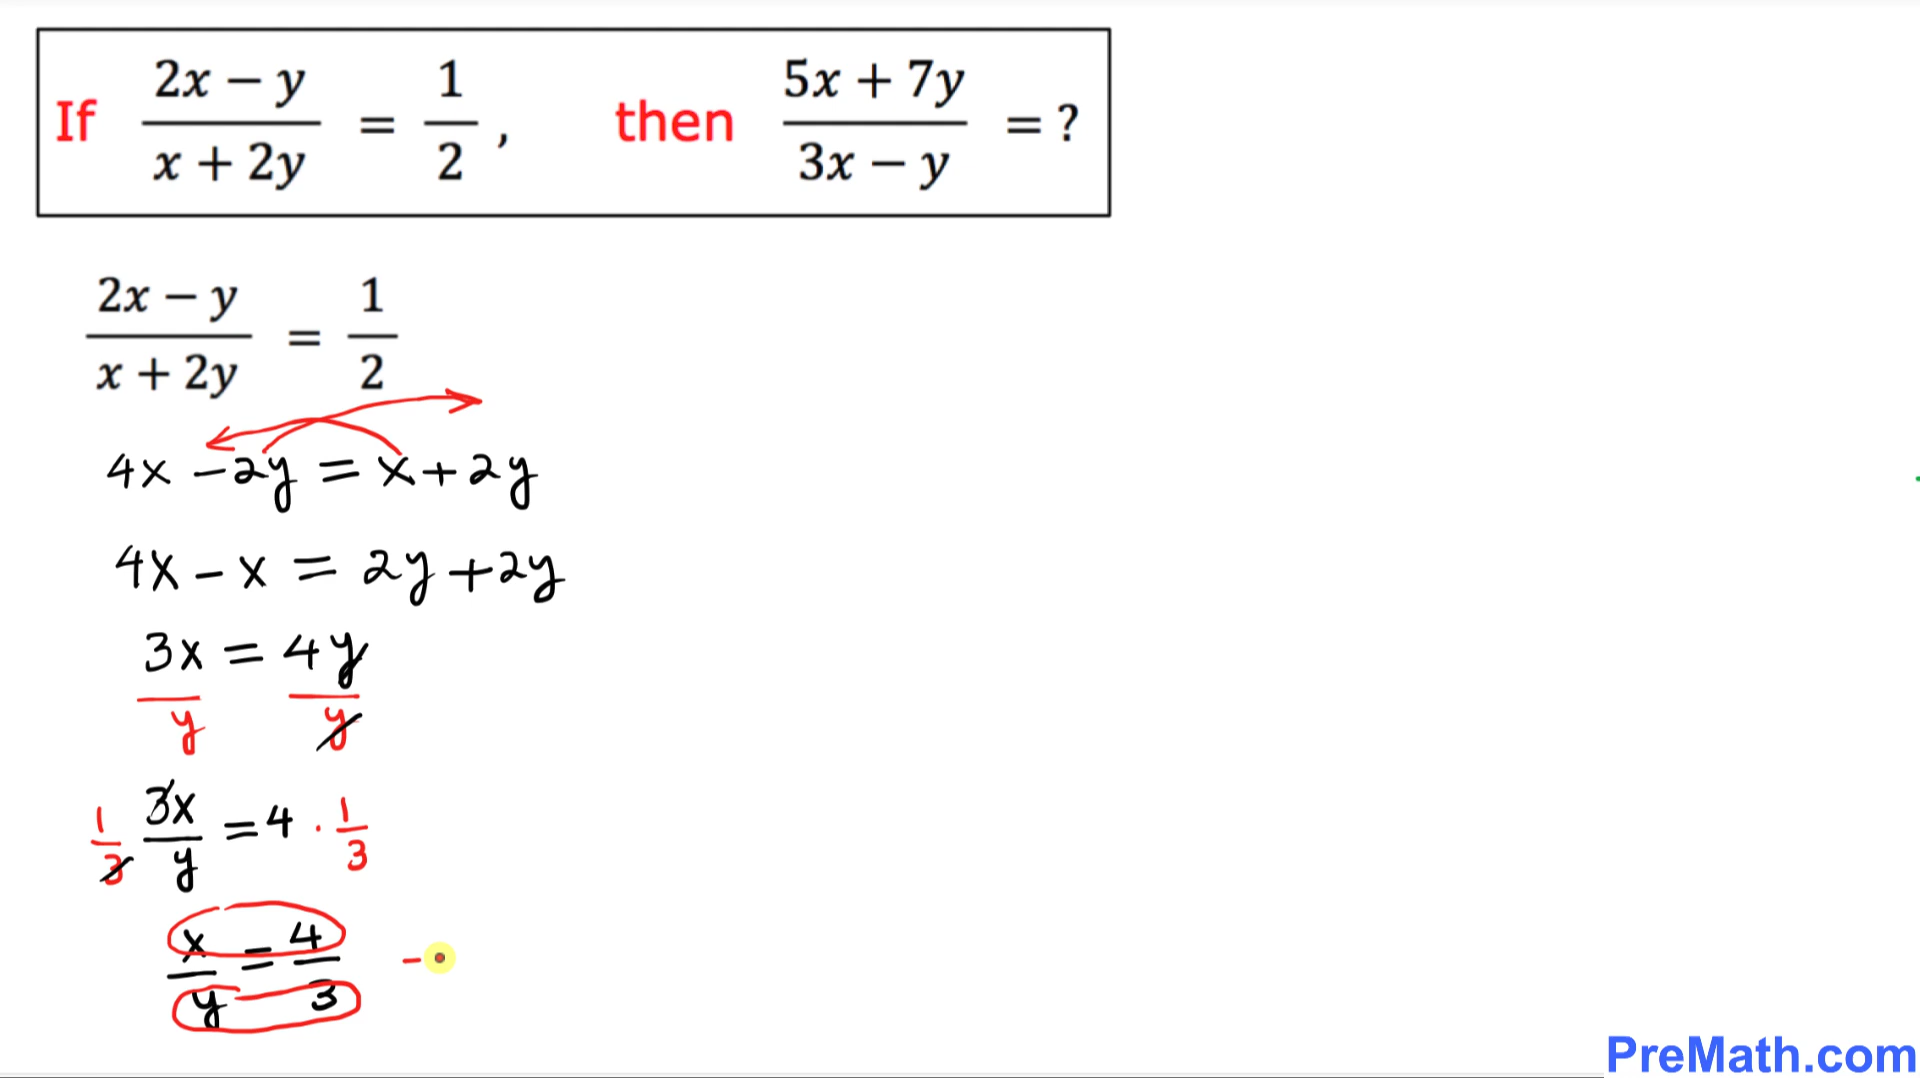 If (2x − y)/(x + 2y) = 1/2 , then (5x + 7y)/(3x − y) = ?
(2x − y)/(x + 2y) = 1/2
4x − 2y = x + 2y
4x − x = 2y + 2y
3x/y = 4y/y
1/3 3x/y = 4 · 1/3
x/y = 4/3 -
PreMath.com